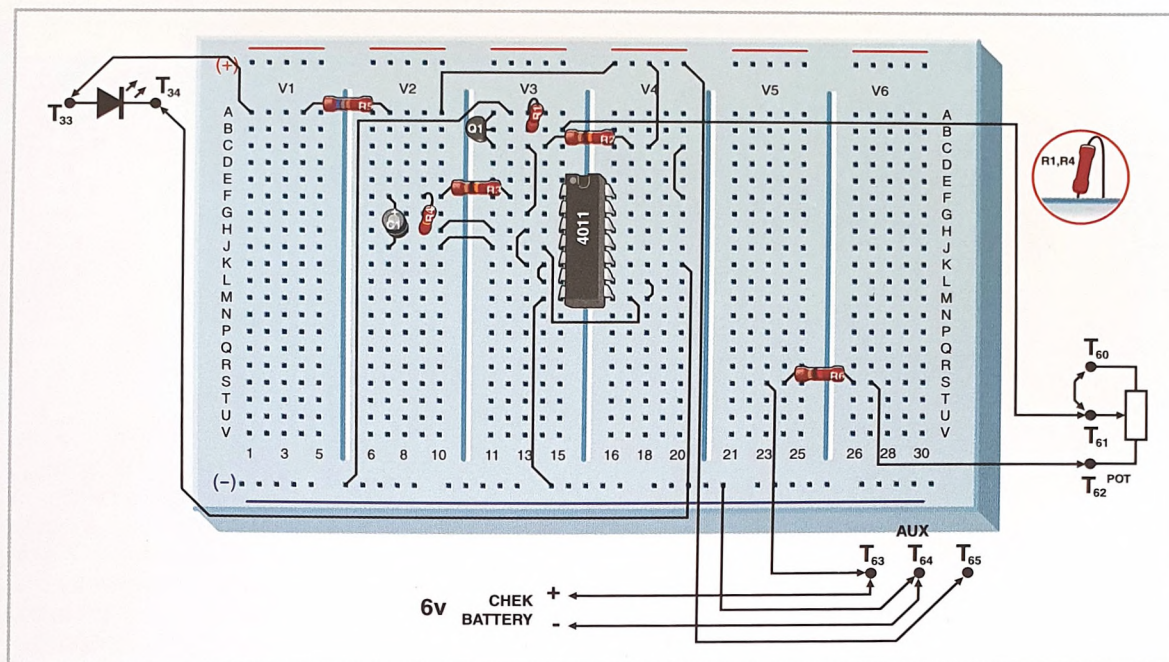 (+)
V1 V2 V3 V4 V5 V6
T33 T34
A A
B B
C C
D D
E E
F F
G G
H H
J J
K K
L L
M M
N N
P P
Q Q
R R
S S
T T
U U
V V
R5
Q1
R1
R2
R3
R4
C1
4011
R6
R1,R4
1 3 5 6 8 10 11 13 15 16 18 20 21 23 25 26 28 30
(-)
T60
T61
T62 POT
AUX
T63 T64 T65
6v
+ CHEK
BATTERY -